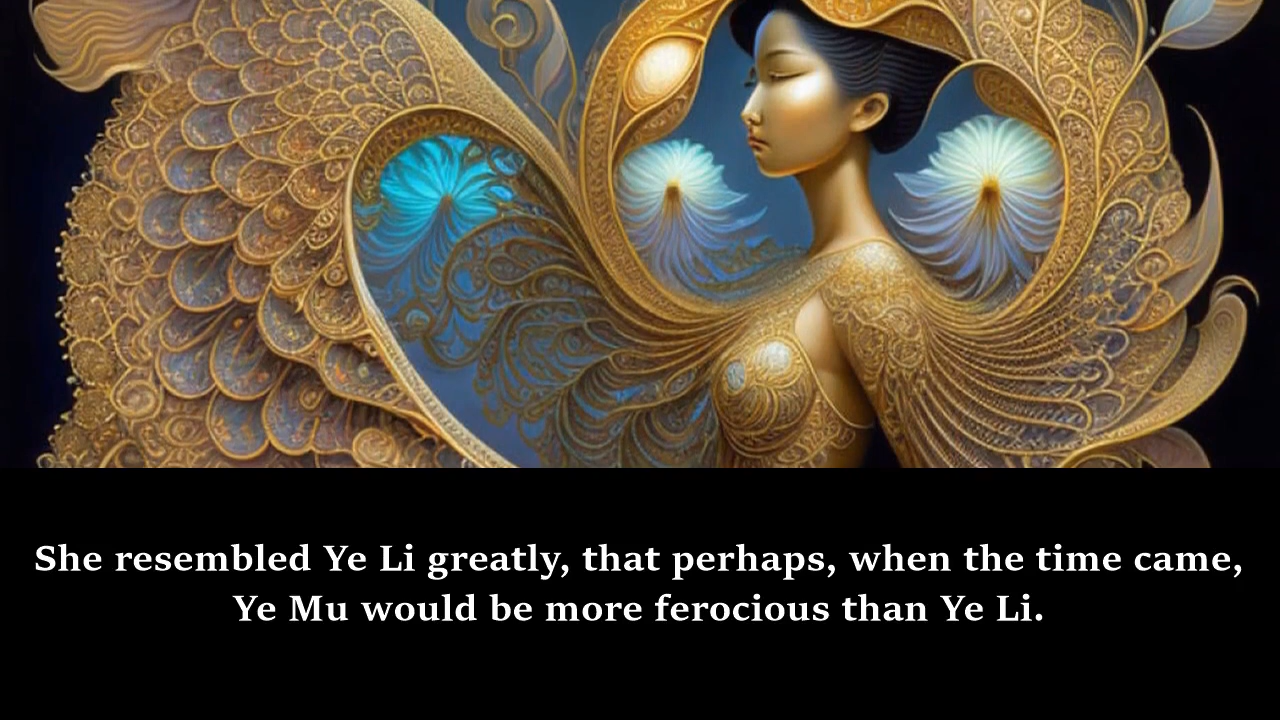 She resembled Ye Li greatly, that perhaps, when the time came,
Ye Mu would be more ferocious than Ye Li.